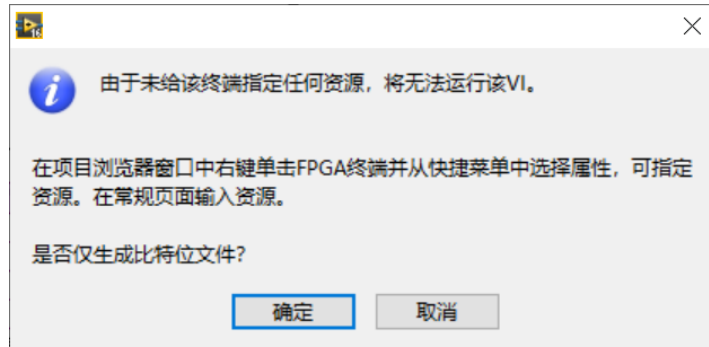 16
由于未给该终端指定任何资源，将无法运行该VI。
在项目浏览器窗口中右键单击FPGA终端并从快捷菜单中选择属性，可指定
资源。在常规页面输入资源。
是否仅生成比特位文件?
确定
取消